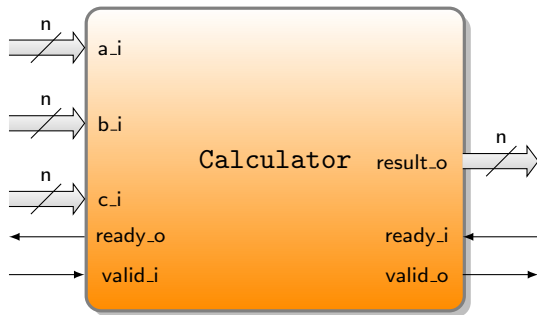 n
a_i
n
b_i
n
Calculator
result_o
n
c_i
ready_o
ready_i
valid_i
valid_o